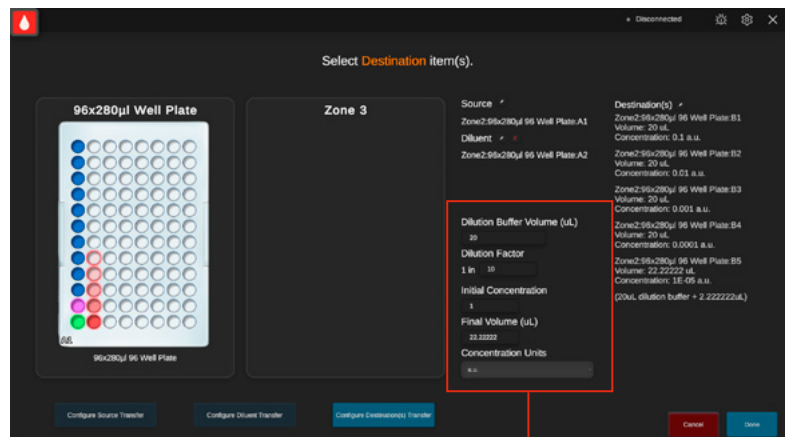 Disconnected
Select Destination item(s).
96x280µl Well Plate
A1
96x280µl 96 Well Plate
Zone 3
Source
Zone2:96x280µl 96 Well Plate:A1
Diluent
Zone2:96x280µl 96 Well Plate:A2
Dilution Buffer Volume (uL)
20
Dilution Factor
1 in 10
Initial Concentration
1
Final Volume (uL)
22.22222
Concentration Units
a.u.
Destination(s)
Zone2:96x280µl 96 Well Plate:B1
Volume: 20 uL
Concentration: 0.1 a.u.
Zone2:96x280µl 96 Well Plate:B2
Volume: 20 uL
Concentration: 0.01 a.u.
Zone2:96x280µl 96 Well Plate:B3
Volume: 20 uL
Concentration: 0.001 a.u.
Zone2:96x280µl 96 Well Plate:B4
Volume: 20 uL
Concentration: 0.0001 a.u.
Zone2:96x280µl 96 Well Plate:B5
Volume: 22.22222 uL
Concentration: 1E-05 a.u.
(20uL dilution buffer + 2.222222uL)
Configure Source Transfer
Configure Diluent Transfer
Configure Destination(s) Transfer
Cancel
Done